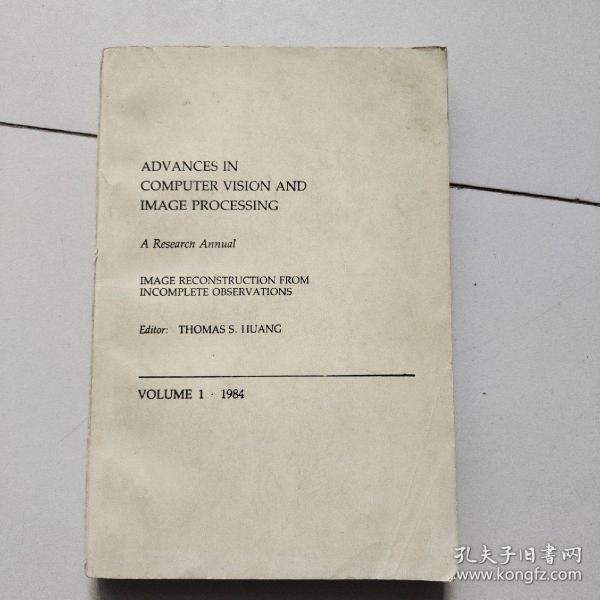 ADVANCES IN
COMPUTER VISION AND
IMAGE PROCESSING
A Research Annual
IMAGE RECONSTRUCTION FROM
INCOMPLETE OBSERVATIONS
Editor: THOMAS S. HUANG
VOLUME 1 · 1984
孔夫子旧书网
www.kongfz.com